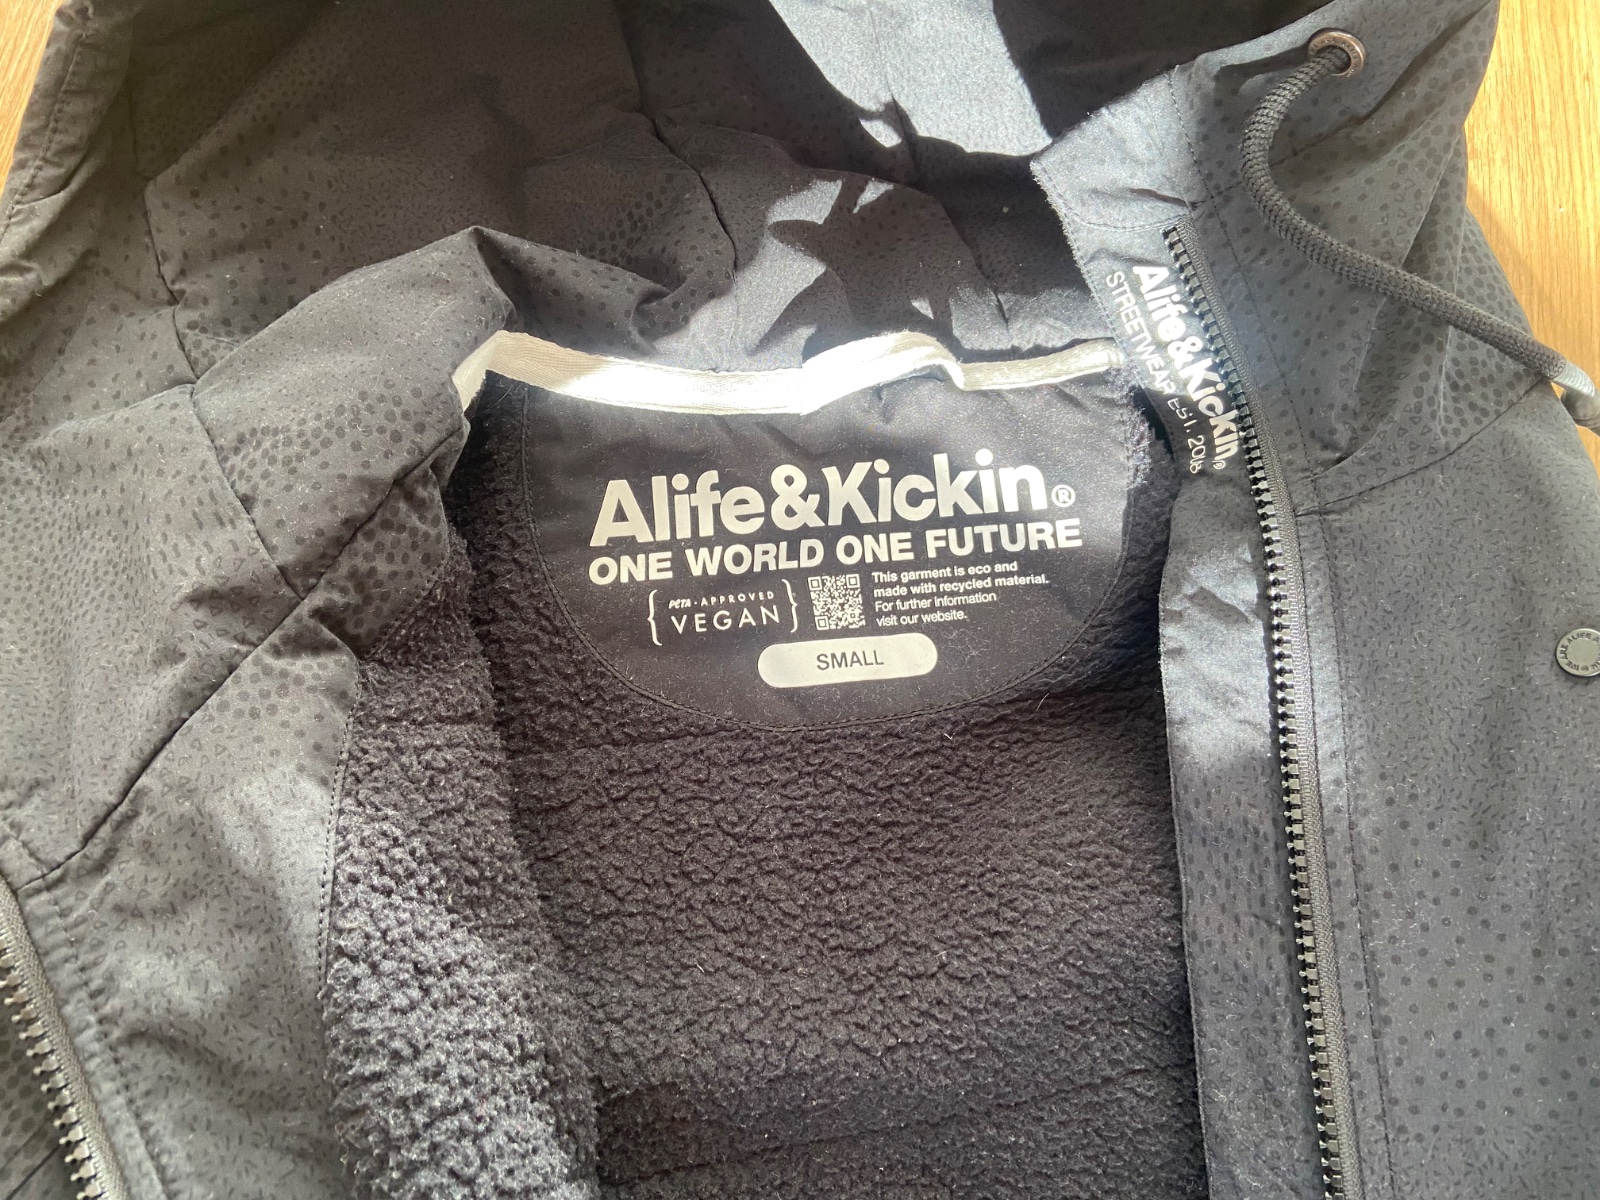 Alife&Kickin®
STREETWEAR EST. 2018
Alife&Kickin®
ONE WORLD ONE FUTURE
PETA - APPROVED
VEGAN
This garment is eco and
made with recycled material.
For further information
visit our website.
SMALL